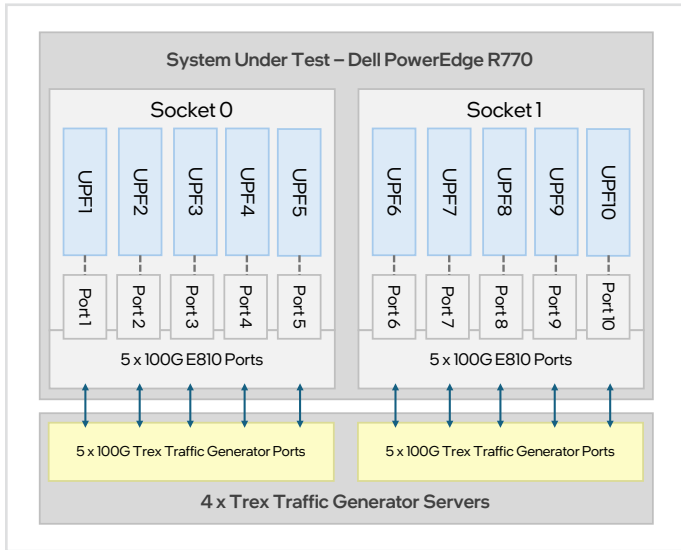 System Under Test – Dell PowerEdge R770
Socket 0
UPF1
UPF2
UPF3
UPF4
UPF5
Port 1
Port 2
Port 3
Port 4
Port 5
5 x 100G E810 Ports
Socket 1
UPF6
UPF7
UPF8
UPF9
UPF10
Port 6
Port 7
Port 8
Port 9
Port 10
5 x 100G E810 Ports
5 x 100G Trex Traffic Generator Ports
5 x 100G Trex Traffic Generator Ports
4 x Trex Traffic Generator Servers